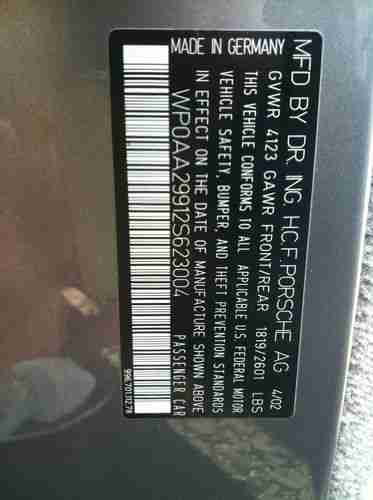 MFD BY DR. ING. H.C.F. PORSCHE AG 4/02
GVWR 4123 GAWR FRONT/REAR 1819/2601 LBS
THIS VEHICLE CONFORMS TO ALL APPLICABLE U.S. FEDERAL MOTOR
VEHICLE SAFETY, BUMPER, AND THEFT PREVENTION STANDARDS
IN EFFECT ON THE DATE OF MANUFACTURE SHOWN ABOVE
WP0AA29912S623004 PASSENGER CAR
MADE IN GERMANY